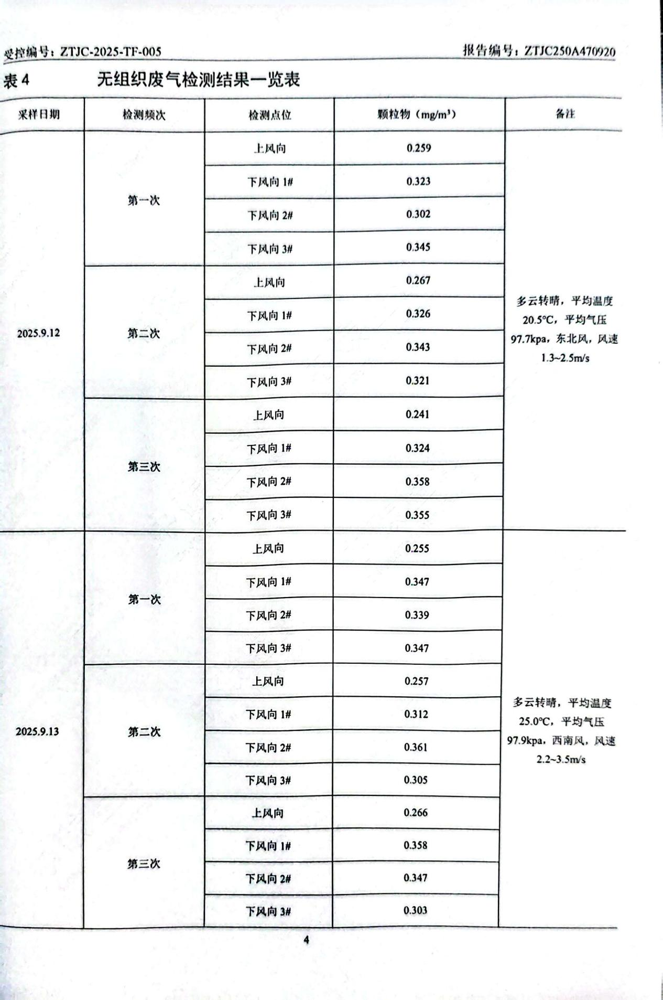 受控编号：ZTJC-2025-TF-005 报告编号：ZTJC250A470920
表 4 无组织废气检测结果一览表
采样日期 检测频次 检测点位 颗粒物（mg/m³） 备注
2025.9.12
第一次
上风向 0.259
下风向 1# 0.323
下风向 2# 0.302
下风向 3# 0.345
第二次
上风向 0.267
下风向 1# 0.326
下风向 2# 0.343
下风向 3# 0.321
第三次
上风向 0.241
下风向 1# 0.324
下风向 2# 0.358
下风向 3# 0.355
多云转晴，平均温度
20.5℃，平均气压
97.7kpa，东北风，风速
1.3~2.5m/s
2025.9.13
第一次
上风向 0.255
下风向 1# 0.347
下风向 2# 0.339
下风向 3# 0.347
第二次
上风向 0.257
下风向 1# 0.312
下风向 2# 0.361
下风向 3# 0.305
第三次
上风向 0.266
下风向 1# 0.358
下风向 2# 0.347
下风向 3# 0.303
多云转晴，平均温度
25.0℃，平均气压
97.9kpa，西南风，风速
2.2~3.5m/s
4